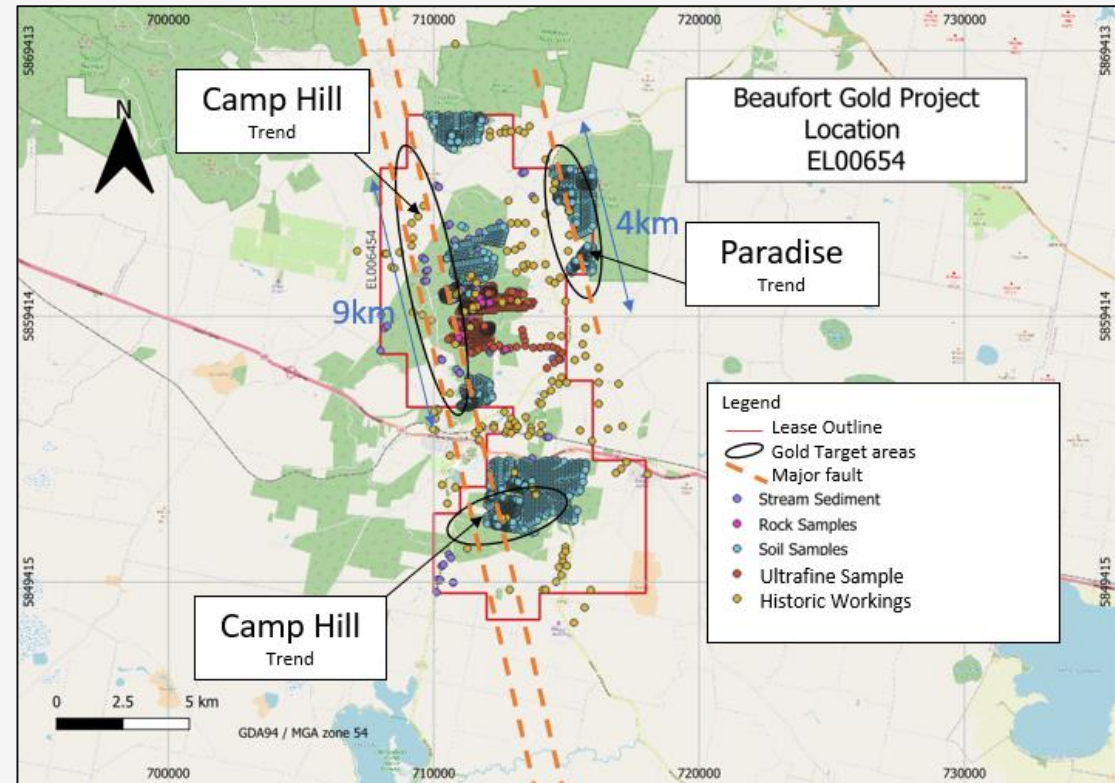 700000
710000
720000
730000
5869413
5869413
Camp Hill
Trend
N
Beaufort Gold Project
Location
EL00654
4km
Paradise
Trend
EL006454
9km
5859414
5859414
Legend
Lease Outline
Gold Target areas
Major fault
Stream Sediment
Rock Samples
Soil Samples
Ultrafine Sample
Historic Workings
5849415
5849415
Camp Hill
Trend
0 2.5 5 km
GDA94 / MGA zone 54
700000
710000
720000
730000